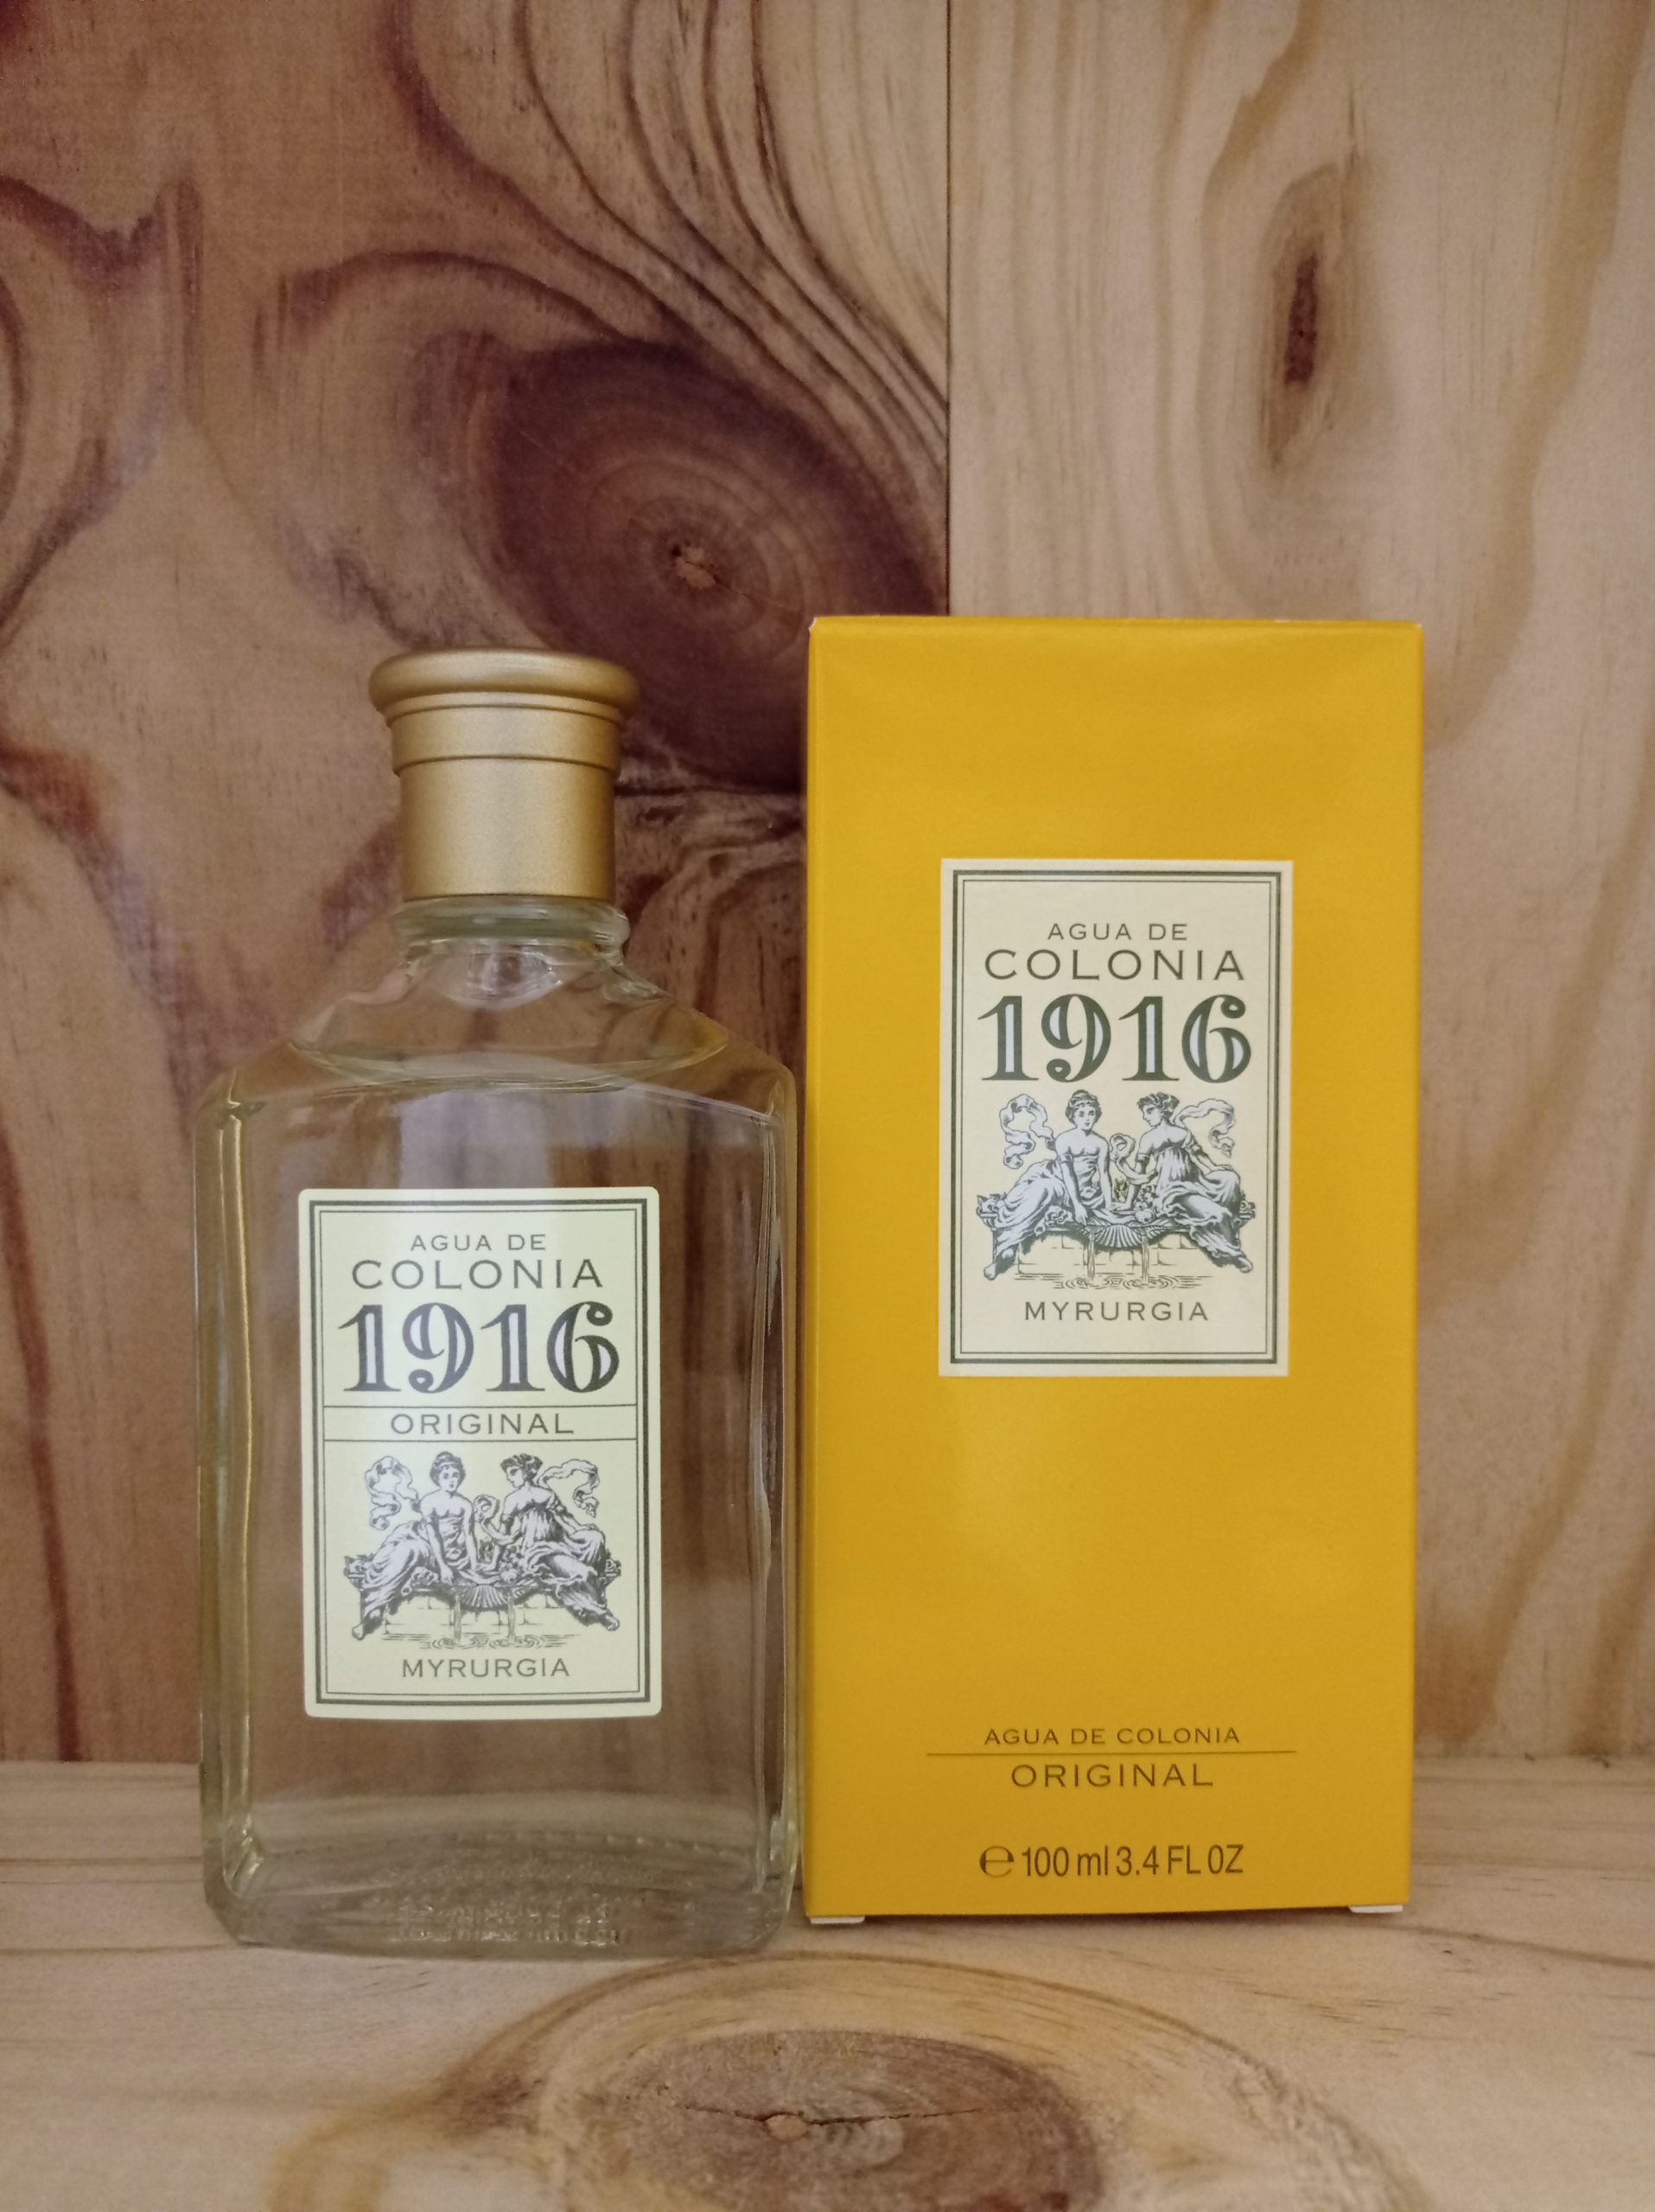 AGUA DE
COLONIA
1916
ORIGINAL
MYRURGIA
AGUA DE
COLONIA
1916
MYRURGIA
AGUA DE COLONIA
ORIGINAL
℮ 100 ml 3.4 FL OZ